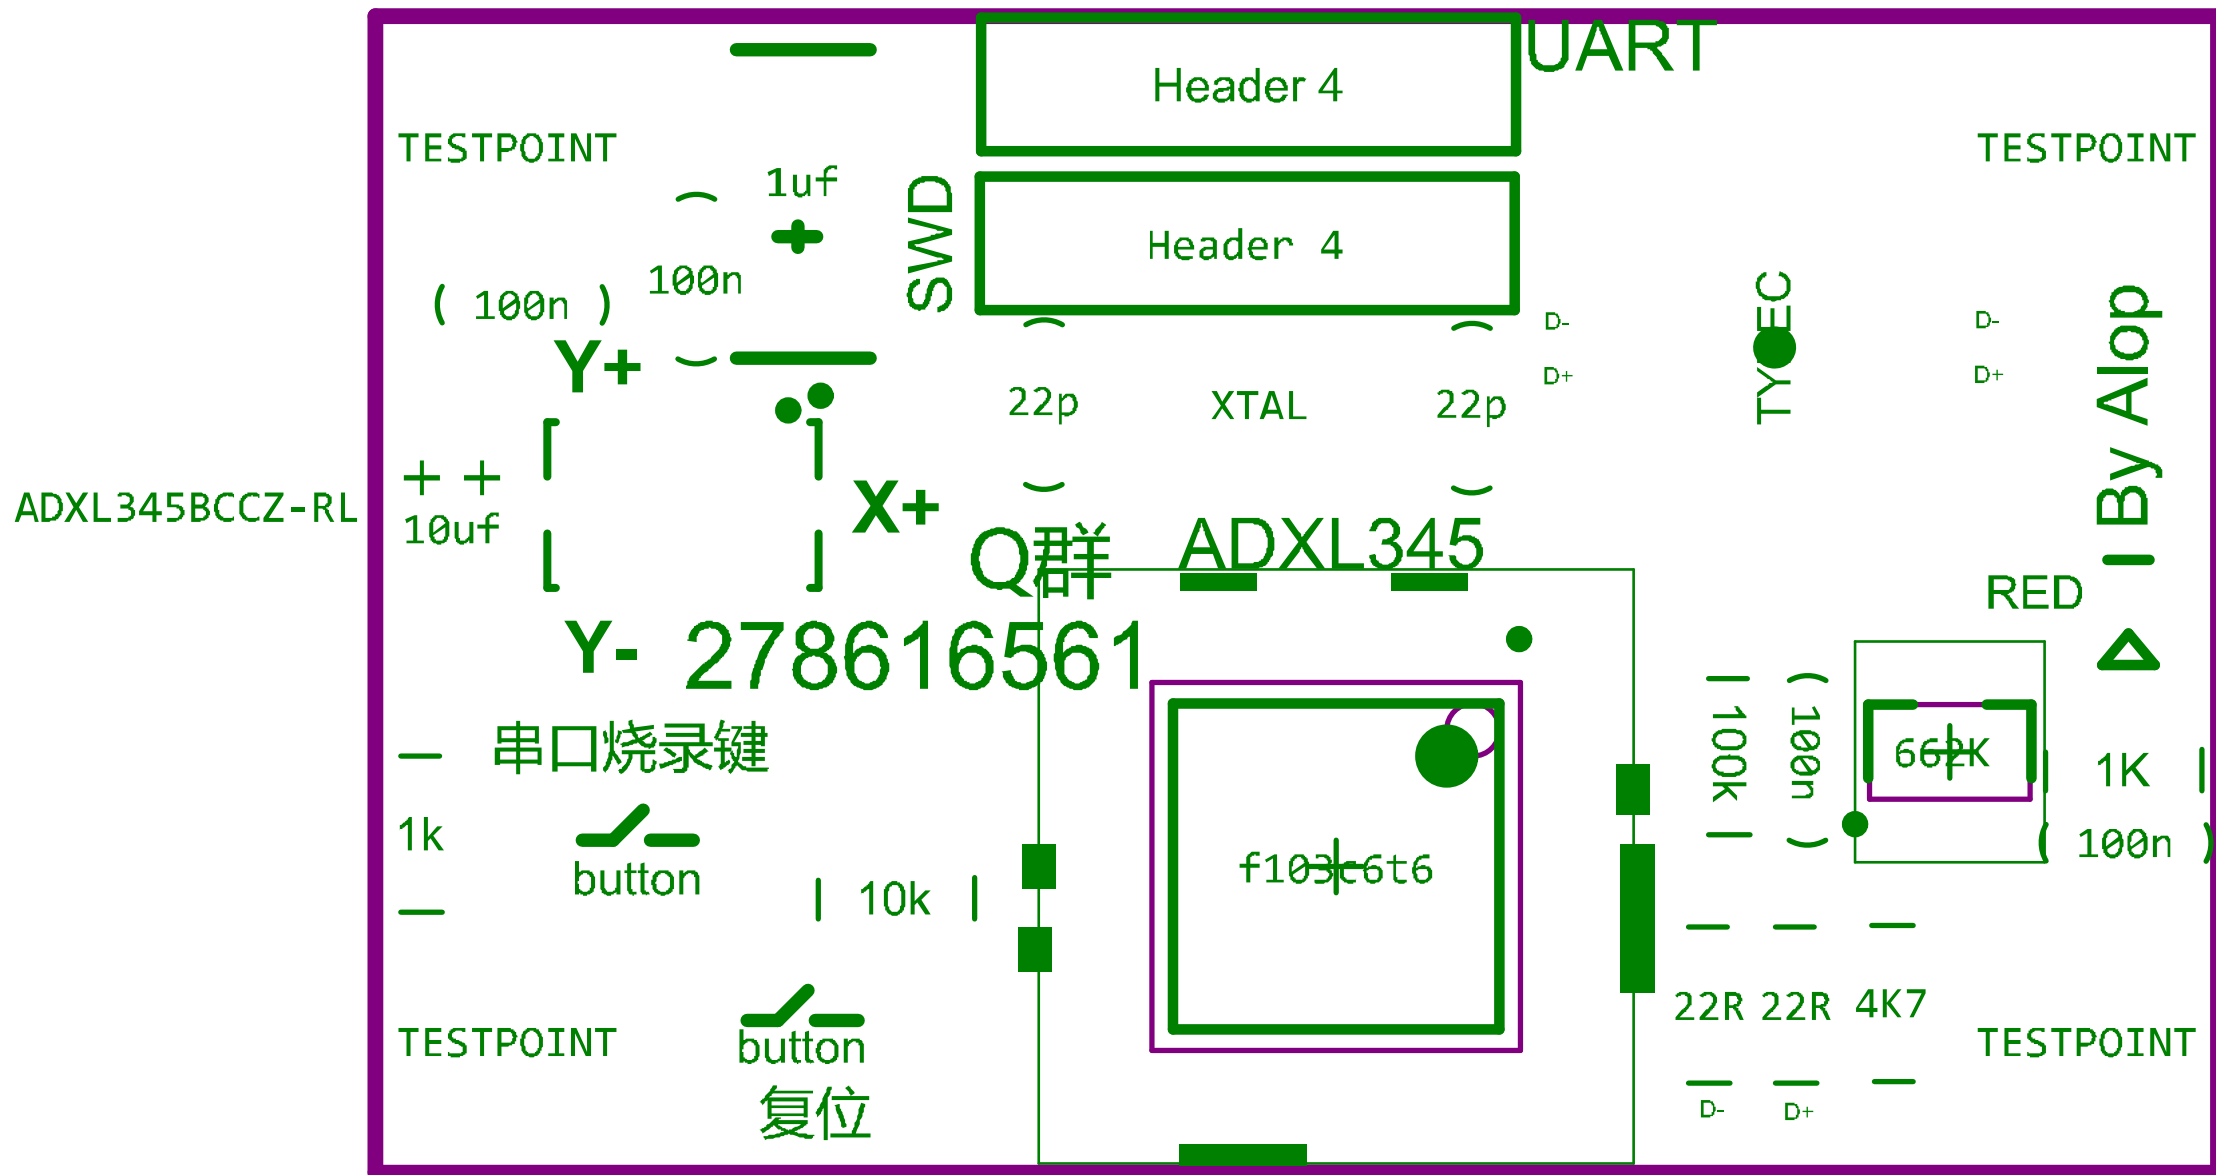 UART
Header 4
TESTPOINT
TESTPOINT
1uf
SWD
Header 4
100n
100n
TYPEC
D-
D-
By Alop
Y+
D+
D+
22p
XTAL
22p
ADXL345BCCZ-RL
10uf
X+
Q群
ADXL345
RED
Y-
278616561
串口烧录键
100k
100n
662K
1K
1k
button
100n
f103c6t6
10k
22R
22R
4K7
TESTPOINT
button
TESTPOINT
复位
D-
D+